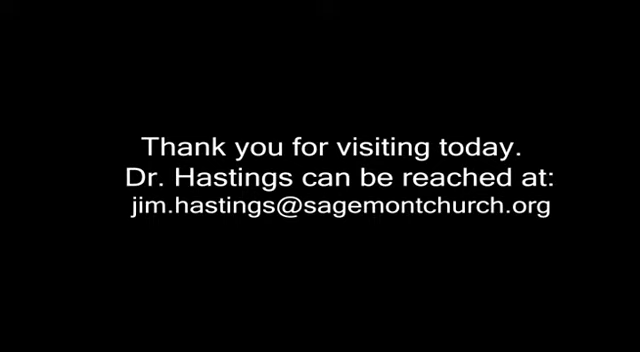 Thank you for visiting today.
Dr. Hastings can be reached at:
jim.hastings@sagemontchurch.org